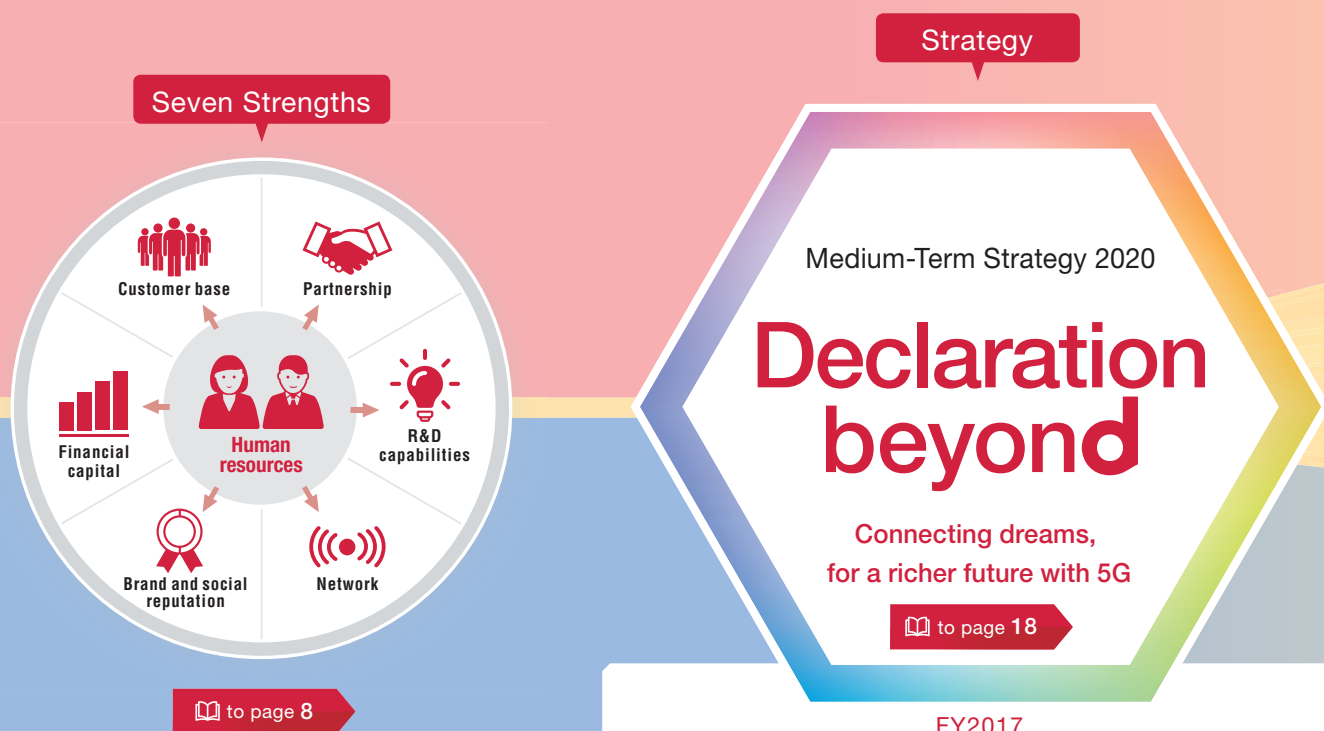 Seven Strengths
Customer base
Partnership
Financial
capital
Human
resources
R&D
capabilities
Brand and social
reputation
Network
to page 8
Strategy
Medium-Term Strategy 2020
Declaration
beyond
Connecting dreams,
for a richer future with 5G
to page 18
FY2017